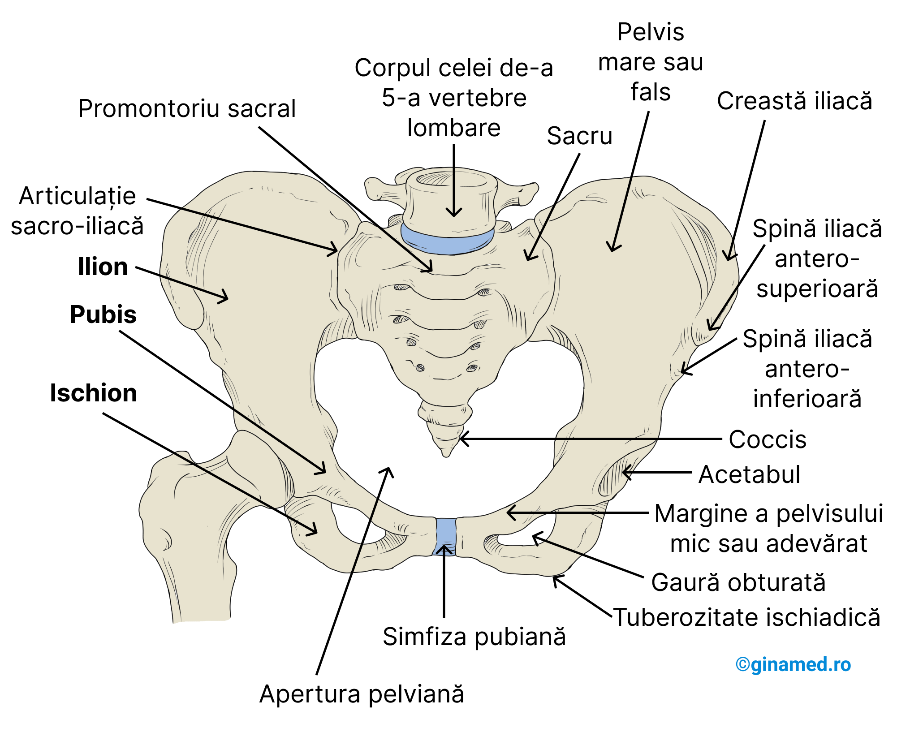 Pelvis
mare sau
fals
Corpul celei de-a
5-a vertebre
lombare
Creastă iliacă
Promontoriu sacral
Sacru
Articulație
sacro-iliacă
Spină iliacă
antero-
superioară
Ilion
Pubis
Spină iliacă
antero-
inferioară
Ischion
Coccis
Acetabul
Margine a pelvisului
mic sau adevărat
Gaură obturată
Tuberozitate ischiadică
Simfiza pubiană
©ginamed.ro
Apertura pelviană